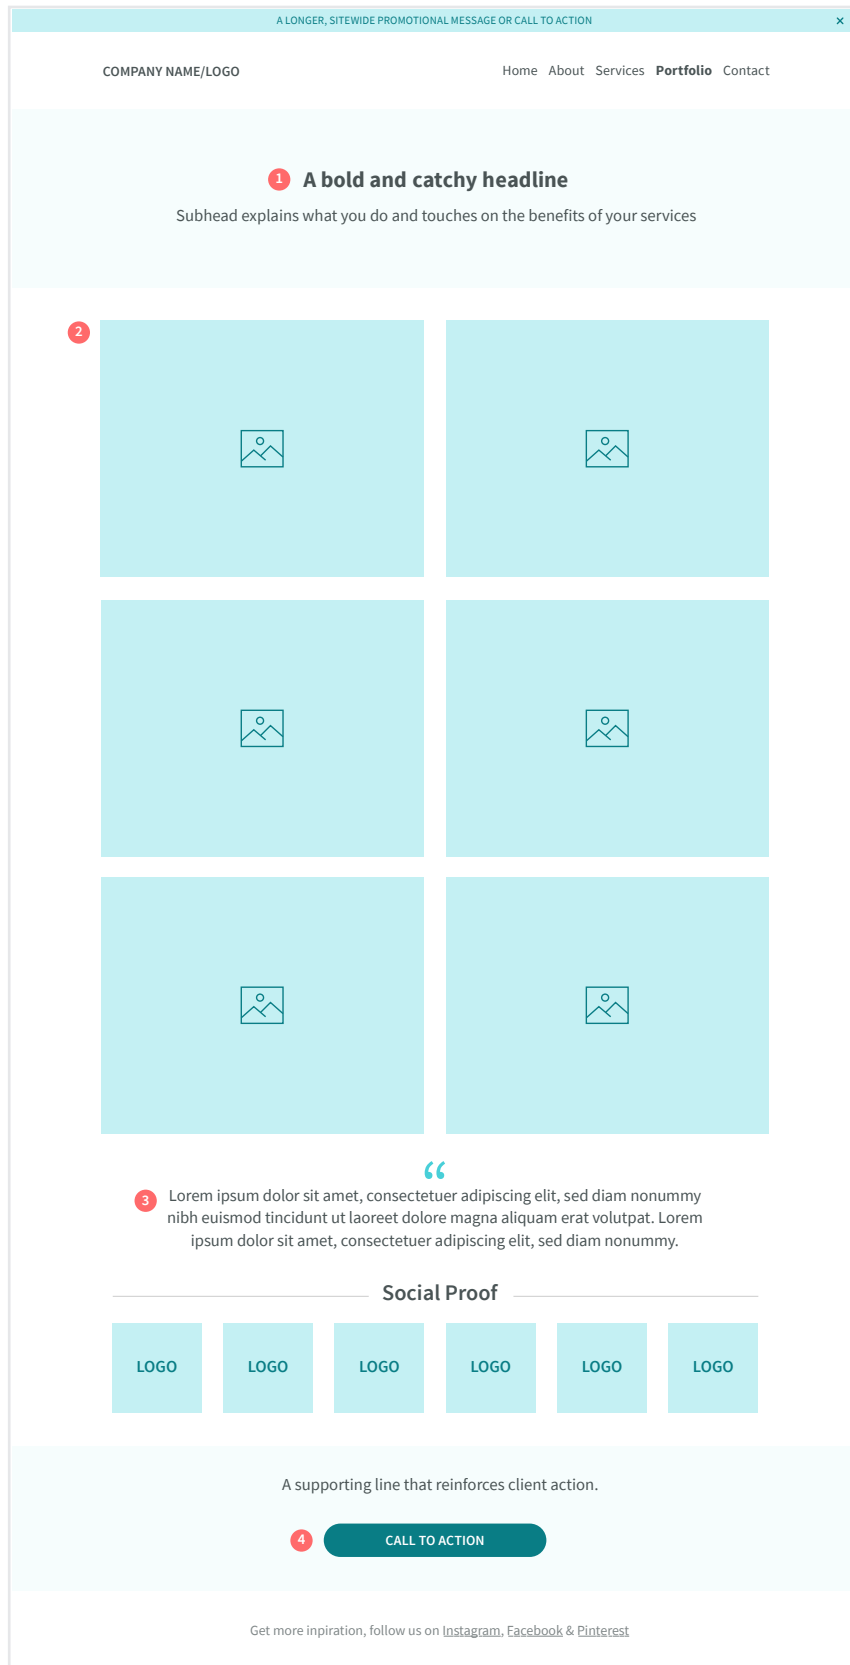 A LONGER, SITEWIDE PROMOTIONAL MESSAGE OR CALL TO ACTION ×
COMPANY NAME/LOGO
Home About Services Portfolio Contact
1 A bold and catchy headline
Subhead explains what you do and touches on the benefits of your services
2
“
3 Lorem ipsum dolor sit amet, consectetuer adipiscing elit, sed diam nonummy
nibh euismod tincidunt ut laoreet dolore magna aliquam erat volutpat. Lorem
ipsum dolor sit amet, consectetuer adipiscing elit, sed diam nonummy.
Social Proof
LOGO LOGO LOGO LOGO LOGO LOGO
A supporting line that reinforces client action.
4 CALL TO ACTION
Get more inpiration, follow us on Instagram, Facebook & Pinterest